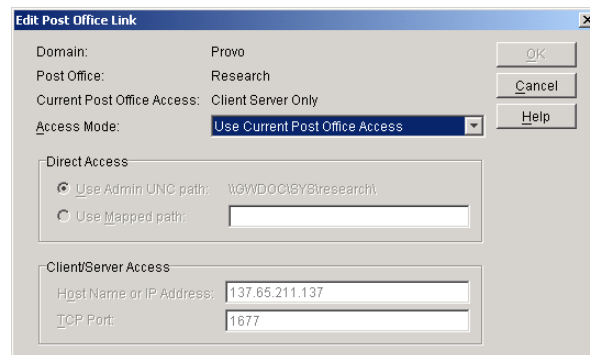 Edit Post Office Link
Domain: Provo
OK
Post Office: Research
Cancel
Current Post Office Access: Client Server Only
Access Mode: Use Current Post Office Access
Help
Direct Access
Use Admin UNC path: \\GWDOC\SYS\research\
Use Mapped path:
Client/Server Access
Host Name or IP Address: 137.65.211.137
TCP Port: 1677